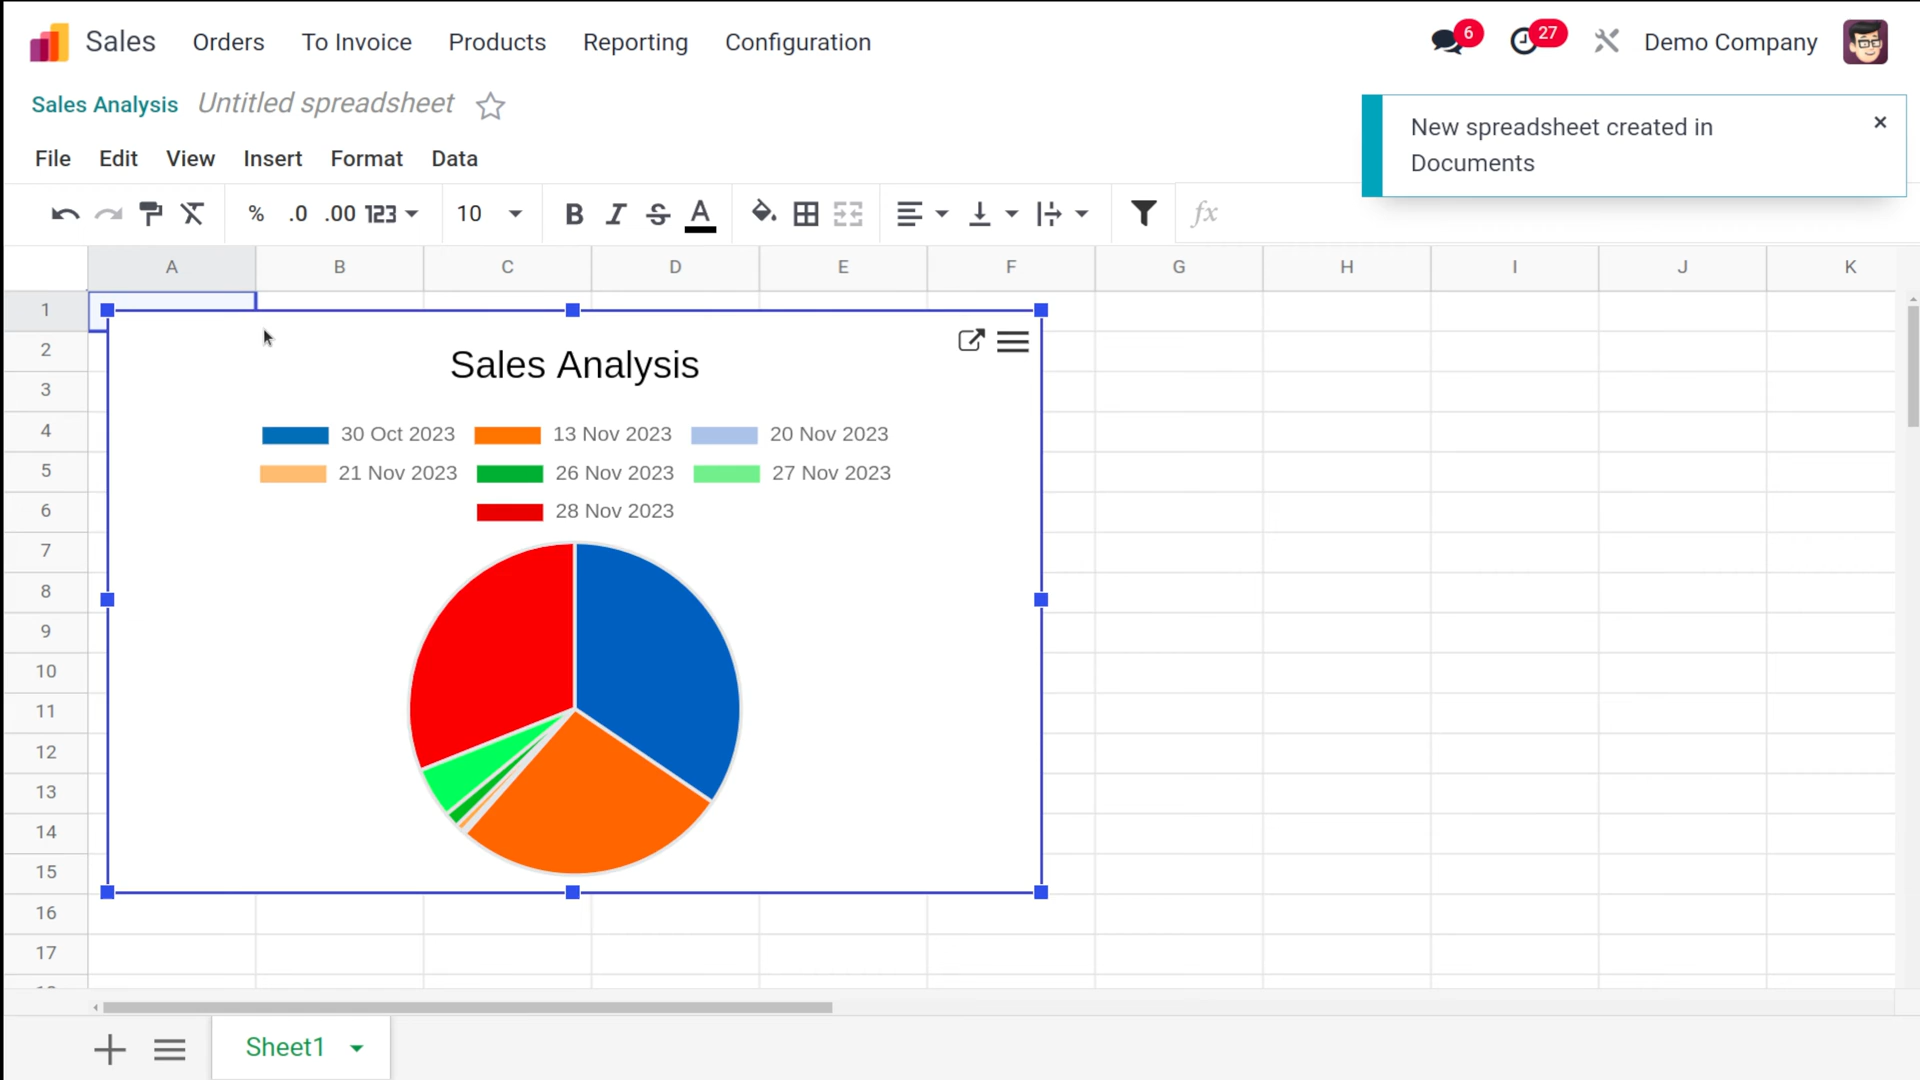 Sales Orders To Invoice Products Reporting Configuration 6 27 Demo Company
Sales Analysis Untitled spreadsheet
New spreadsheet created in
Documents
File Edit View Insert Format Data
% .0 .00 123 10 B I S A fx
A B C D E F G H I J K
1
2
Sales Analysis
3
4
30 Oct 2023 13 Nov 2023 20 Nov 2023
5
21 Nov 2023 26 Nov 2023 27 Nov 2023
6
28 Nov 2023
7
8
9
10
11
12
13
14
15
16
17
Sheet1